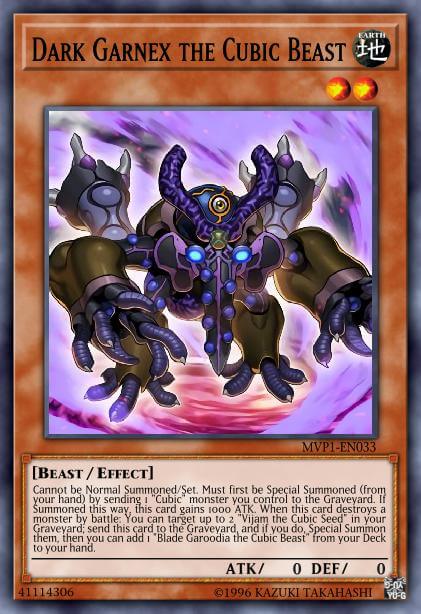 DARK GARNEX THE CUBIC BEAST
EARTH
地
MVP1-EN033
[BEAST / EFFECT]
Cannot be Normal Summoned/Set. Must first be Special Summoned (from
your hand) by sending 1 "Cubic" monster you control to the Graveyard. If
Summoned this way, this card gains 1000 ATK. When this card destroys a
monster by battle: You can target up to 2 "Vijam the Cubic Seed" in your
Graveyard; send this card to the Graveyard, and if you do, Special Summon
them, then you can add 1 "Blade Garoodia the Cubic Beast" from your Deck
to your hand.
ATK/ 0 DEF/ 0
41114306
©1996 KAZUKI TAKAHASHI